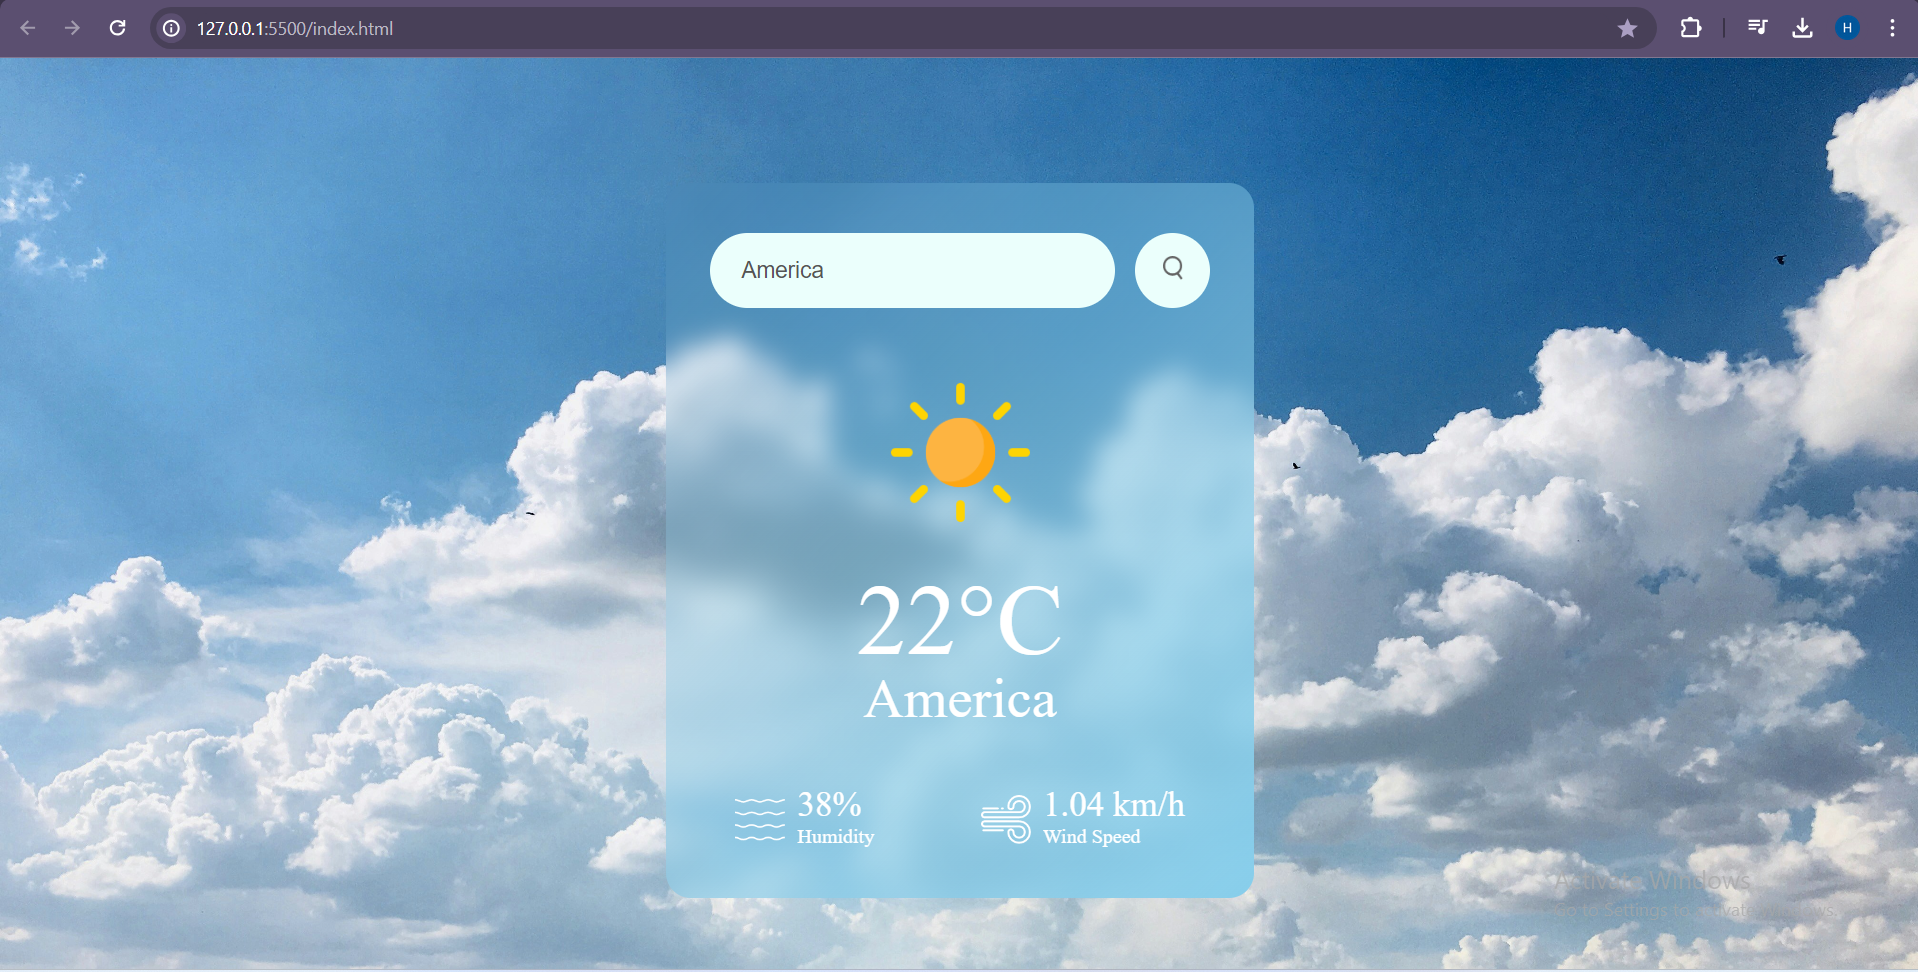 127.0.0.1:5500/index.html
H
America
22°C
America
38%
Humidity
1.04 km/h
Wind Speed
Activate Windows
Go to Settings to activate Windows.